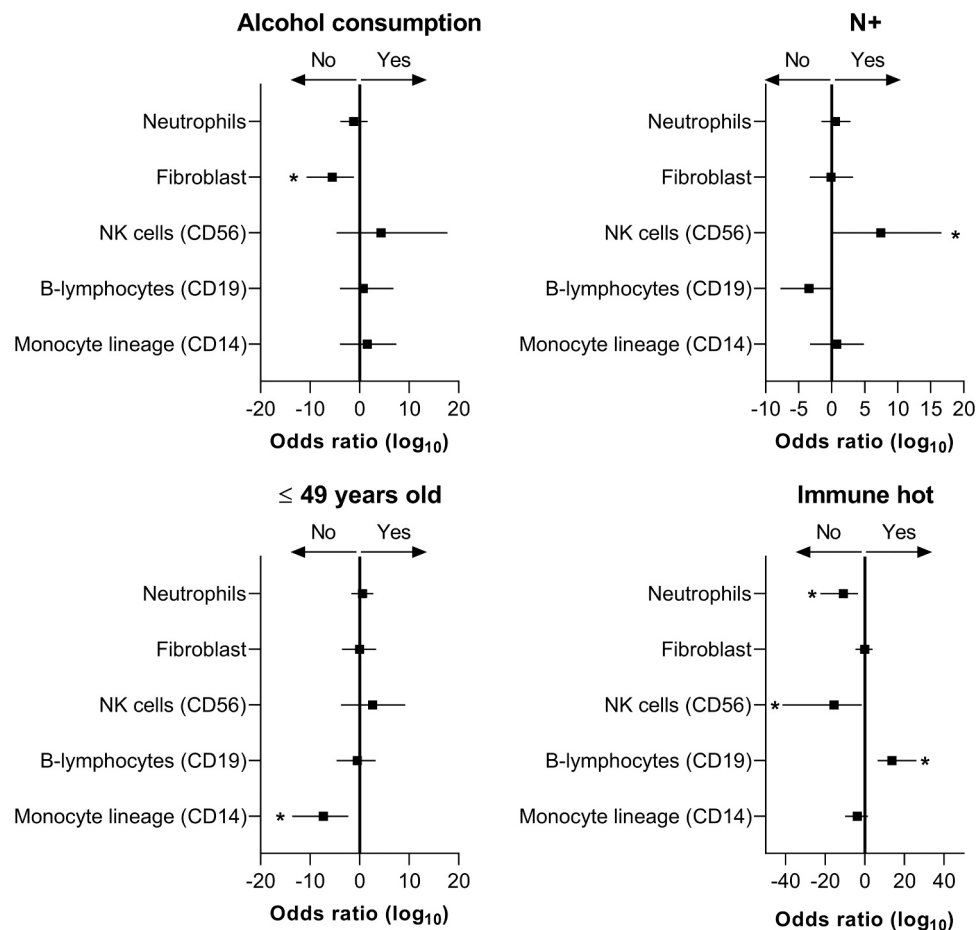 Alcohol consumption
No Yes
Neutrophils
*
Fibroblast
NK cells (CD56)
B-lymphocytes (CD19)
Monocyte lineage (CD14)
-20 -10 0 10 20
Odds ratio (log10)
N+
No Yes
Neutrophils
Fibroblast
NK cells (CD56)
*
B-lymphocytes (CD19)
Monocyte lineage (CD14)
-10 -5 0 5 10 15 20
Odds ratio (log10)
≤ 49 years old
No Yes
Neutrophils
Fibroblast
NK cells (CD56)
B-lymphocytes (CD19)
Monocyte lineage (CD14)
*
-20 -10 0 10 20
Odds ratio (log10)
Immune hot
No Yes
Neutrophils
*
Fibroblast
NK cells (CD56)
*
B-lymphocytes (CD19)
*
Monocyte lineage (CD14)
-40 -20 0 20 40
Odds ratio (log10)